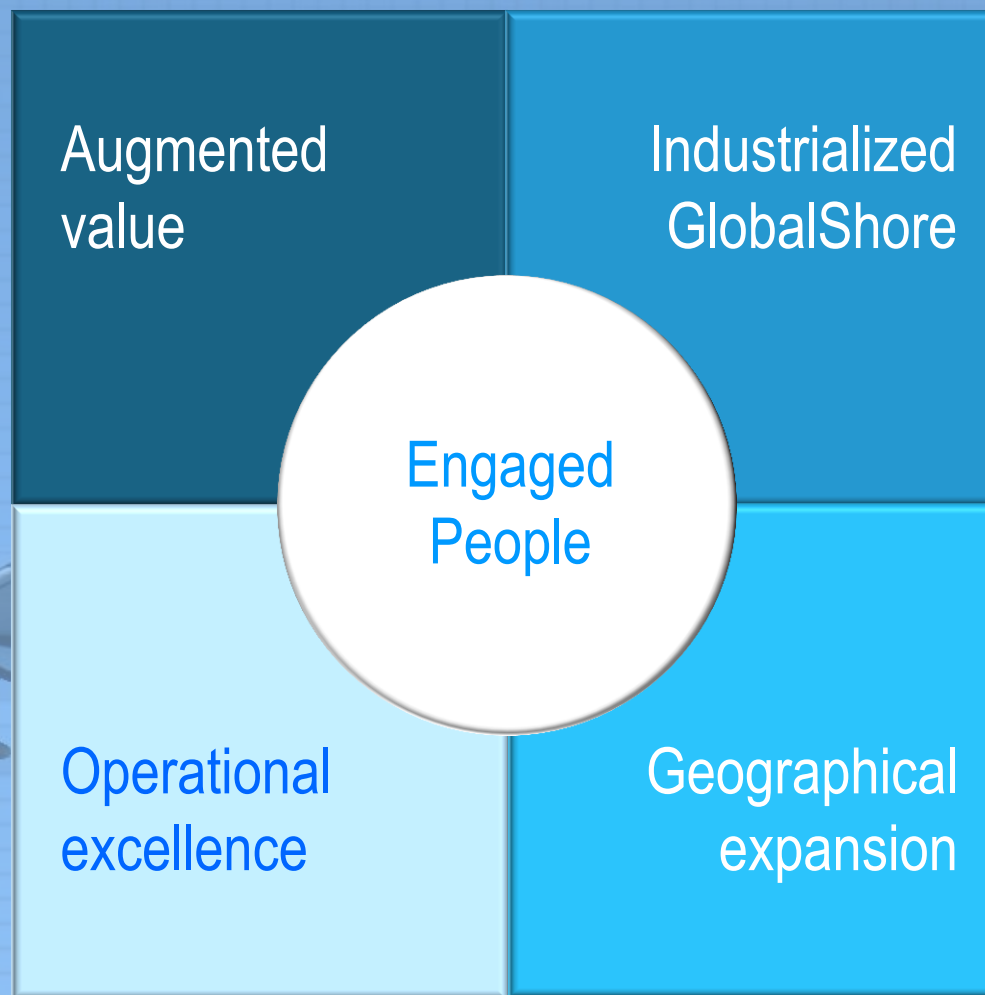 Augmented
value
Industrialized
GlobalShore
Engaged
People
Operational
excellence
Geographical
expansion